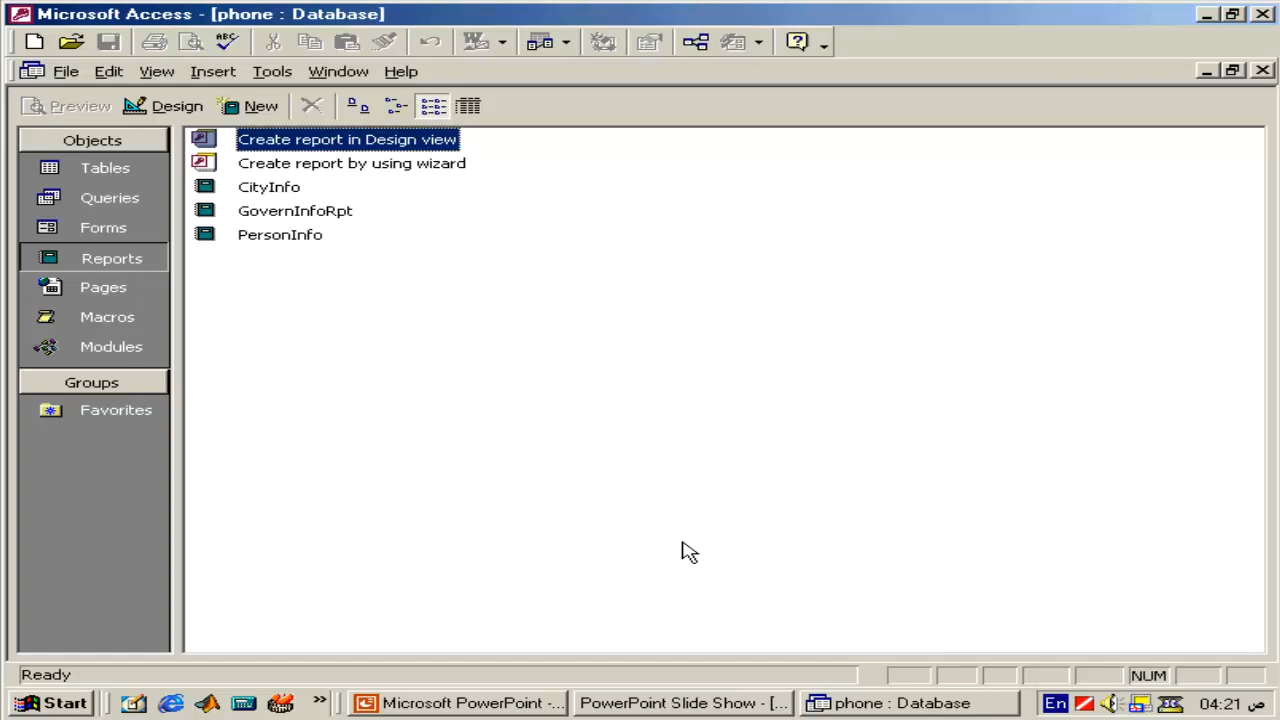 Microsoft Access - [phone : Database]
File Edit View Insert Tools Window Help
Preview Design New
Objects
Tables
Queries
Forms
Reports
Pages
Macros
Modules
Groups
Favorites
Create report in Design view
Create report by using wizard
CityInfo
GovernInfoRpt
PersonInfo
Ready NUM
Start » Microsoft PowerPoint -... PowerPoint Slide Show - [... phone : Database En 04:21 ص